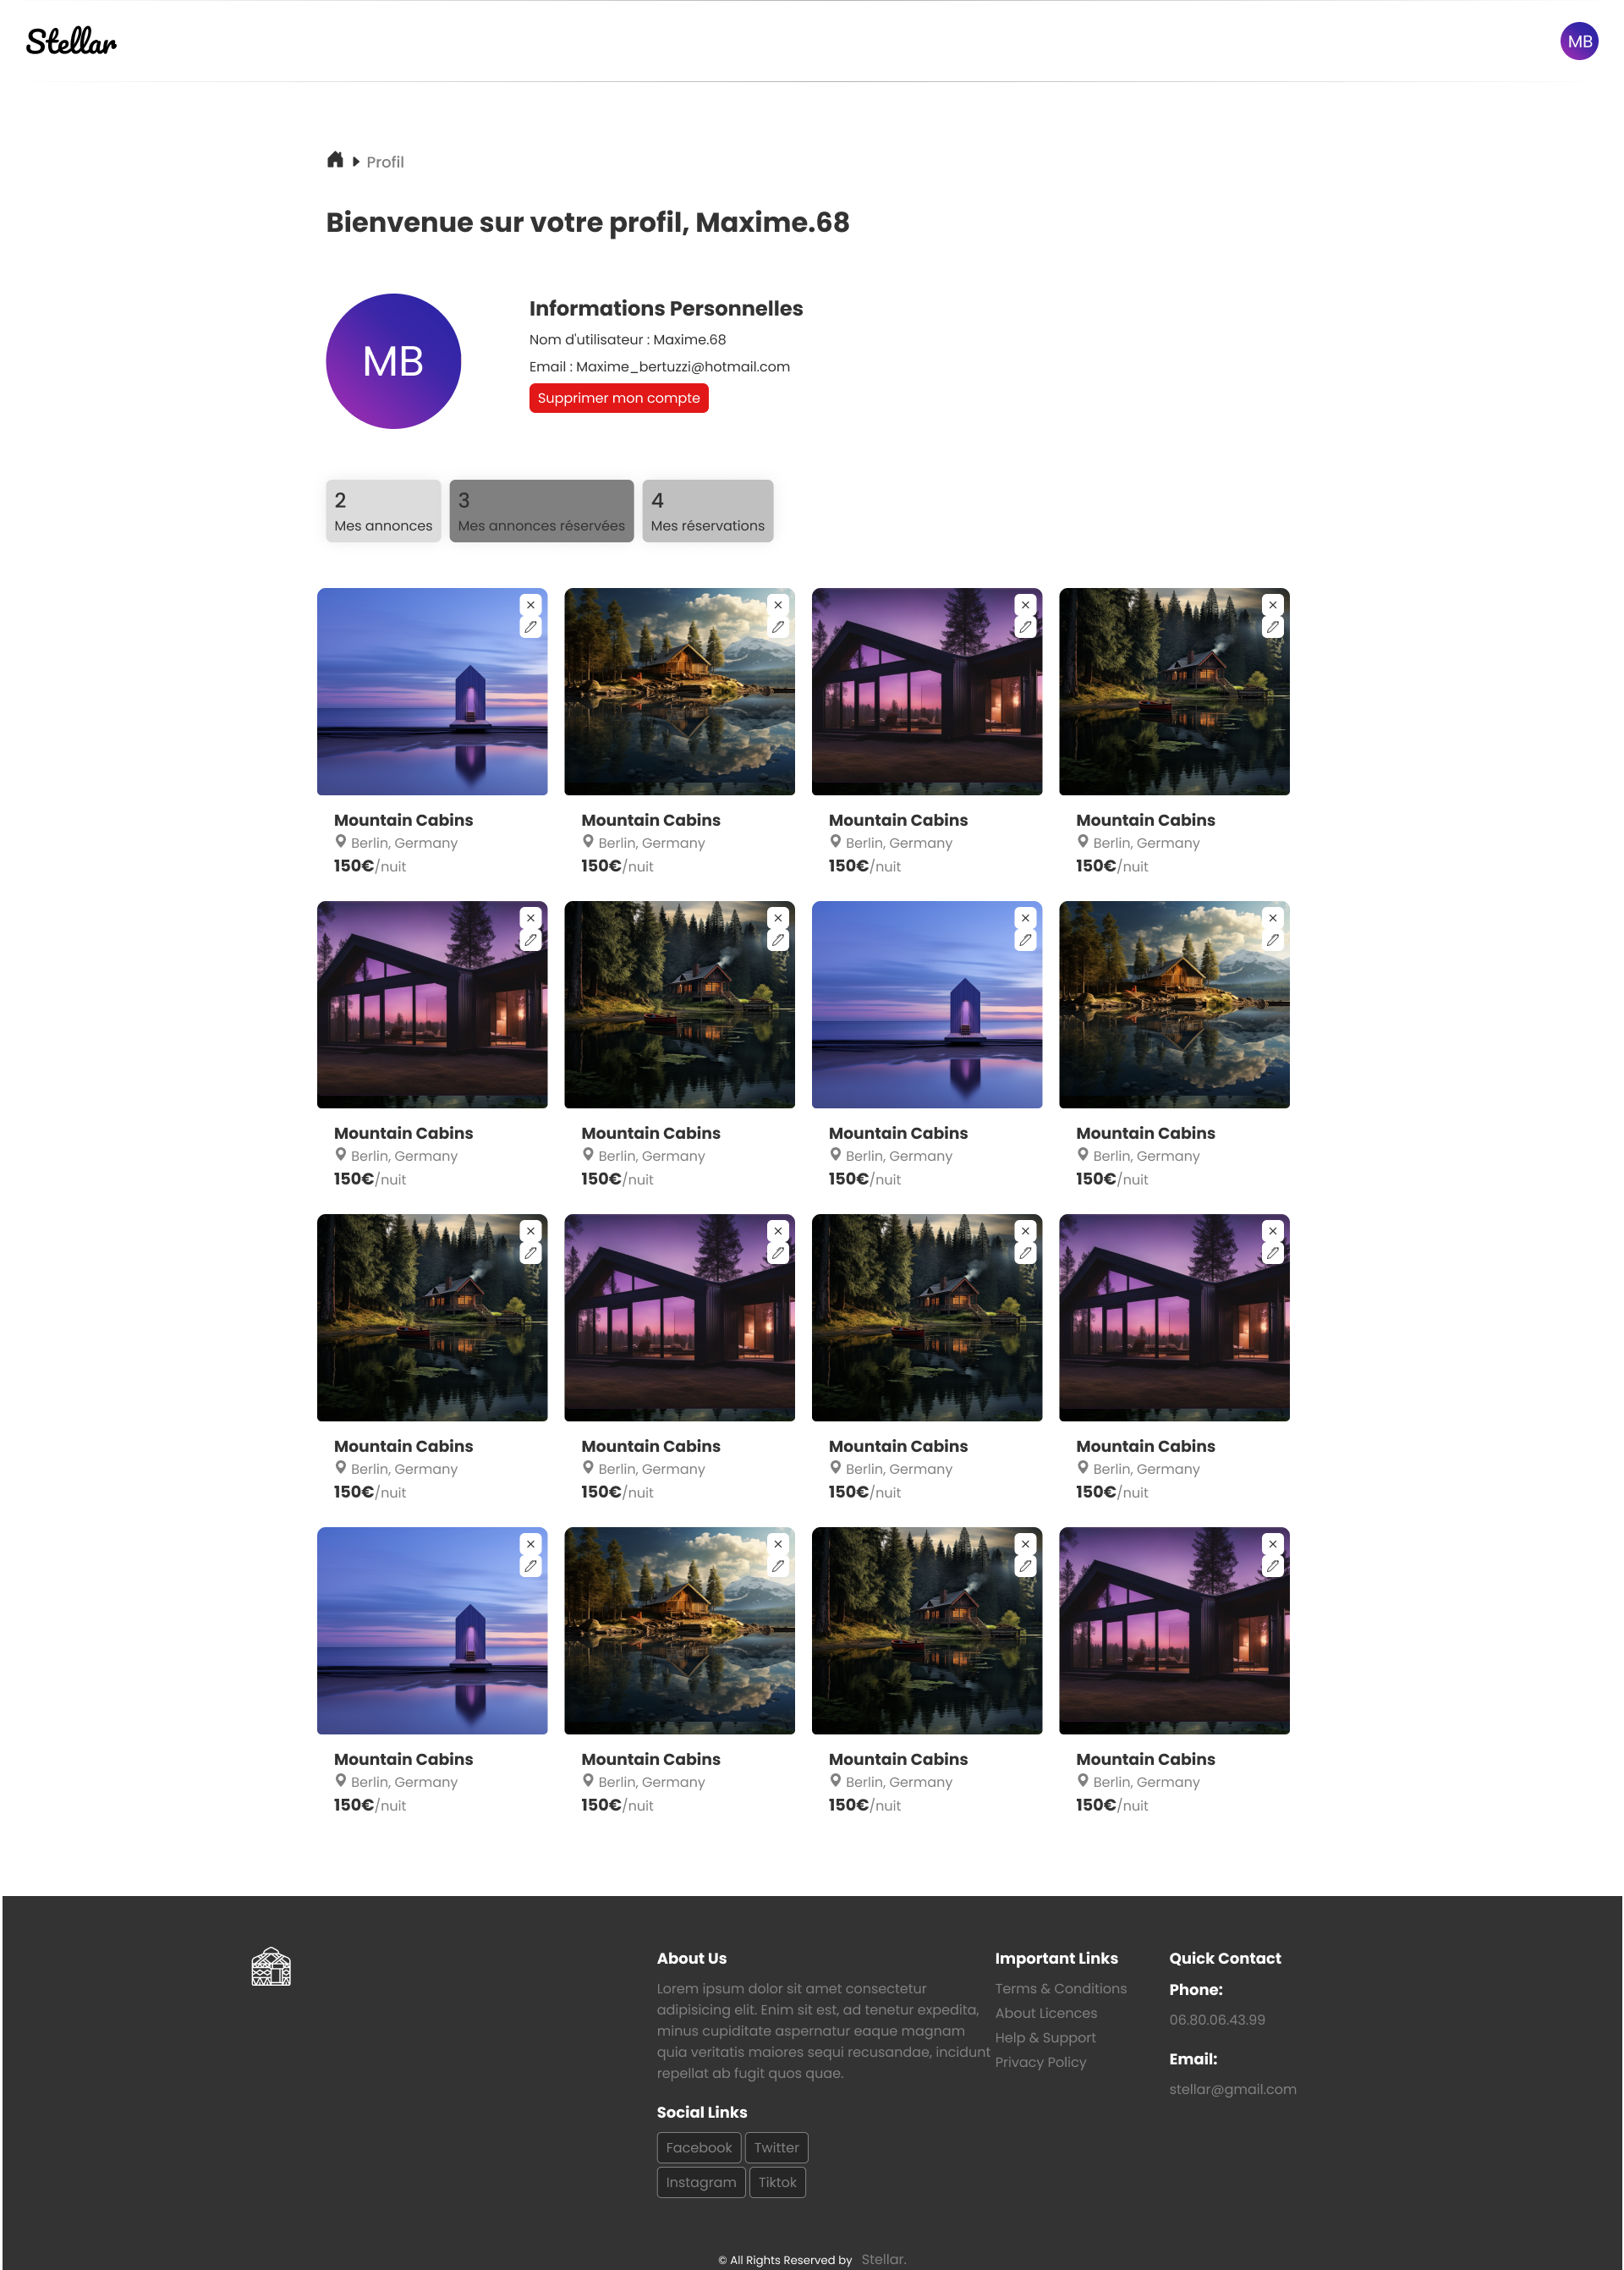 Stellar
MB
Profil
Bienvenue sur votre profil, Maxime.68
MB
Informations Personnelles
Nom d'utilisateur : Maxime.68
Email : Maxime_bertuzzi@hotmail.com
Supprimer mon compte
2
Mes annonces
3
Mes annonces réservées
4
Mes réservations
Mountain Cabins
Berlin, Germany
150€/nuit
Mountain Cabins
Berlin, Germany
150€/nuit
Mountain Cabins
Berlin, Germany
150€/nuit
Mountain Cabins
Berlin, Germany
150€/nuit
Mountain Cabins
Berlin, Germany
150€/nuit
Mountain Cabins
Berlin, Germany
150€/nuit
Mountain Cabins
Berlin, Germany
150€/nuit
Mountain Cabins
Berlin, Germany
150€/nuit
Mountain Cabins
Berlin, Germany
150€/nuit
Mountain Cabins
Berlin, Germany
150€/nuit
Mountain Cabins
Berlin, Germany
150€/nuit
Mountain Cabins
Berlin, Germany
150€/nuit
Mountain Cabins
Berlin, Germany
150€/nuit
Mountain Cabins
Berlin, Germany
150€/nuit
Mountain Cabins
Berlin, Germany
150€/nuit
Mountain Cabins
Berlin, Germany
150€/nuit
About Us
Lorem ipsum dolor sit amet consectetur
adipisicing elit. Enim sit est, ad tenetur expedita,
minus cupiditate aspernatur eaque magnam
quia veritatis maiores sequi recusandae, incidunt
repellat ab fugit quos quae.
Social Links
Facebook
Twitter
Instagram
Tiktok
Important Links
Terms & Conditions
About Licences
Help & Support
Privacy Policy
Quick Contact
Phone:
06.80.06.43.99
Email:
stellar@gmail.com
© All Rights Reserved by Stellar.